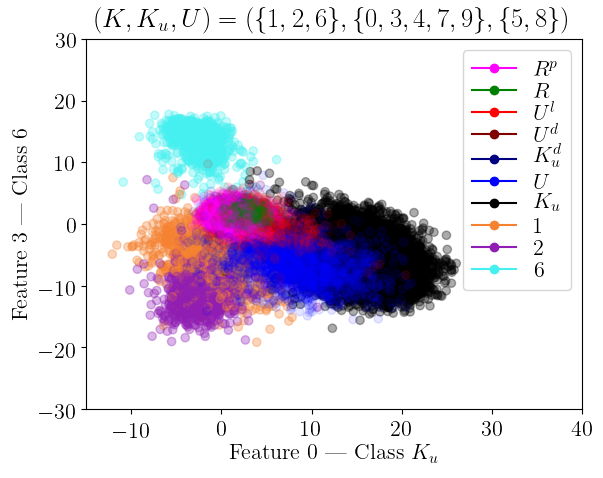 (K, K_u, U) = ({1, 2, 6}, {0, 3, 4, 7, 9}, {5, 8})
30
20
10
0
−10
−20
−30
Feature 3 — Class 6
R^p
R
U^l
U^d
K_u^d
U
K_u
1
2
6
−10
0
10
20
30
40
Feature 0 — Class K_u